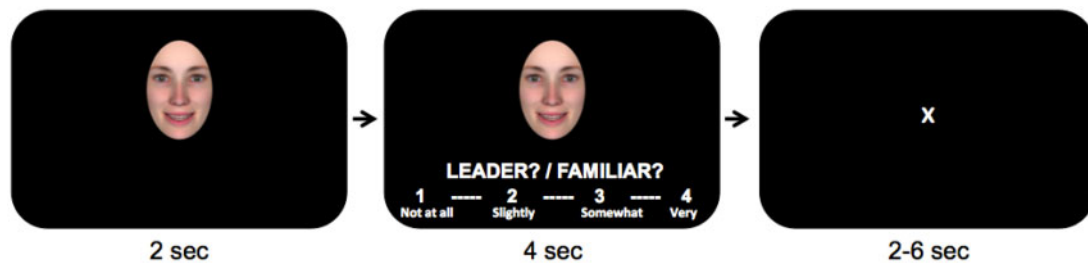 X
LEADER? / FAMILIAR?
1 ----- 2 ----- 3 ----- 4
Not at all Slightly Somewhat Very
2 sec 4 sec 2-6 sec